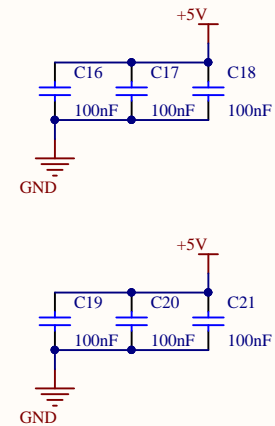 +5V
C16 C17 C18
100nF 100nF 100nF
GND
+5V
C19 C20 C21
100nF 100nF 100nF
GND